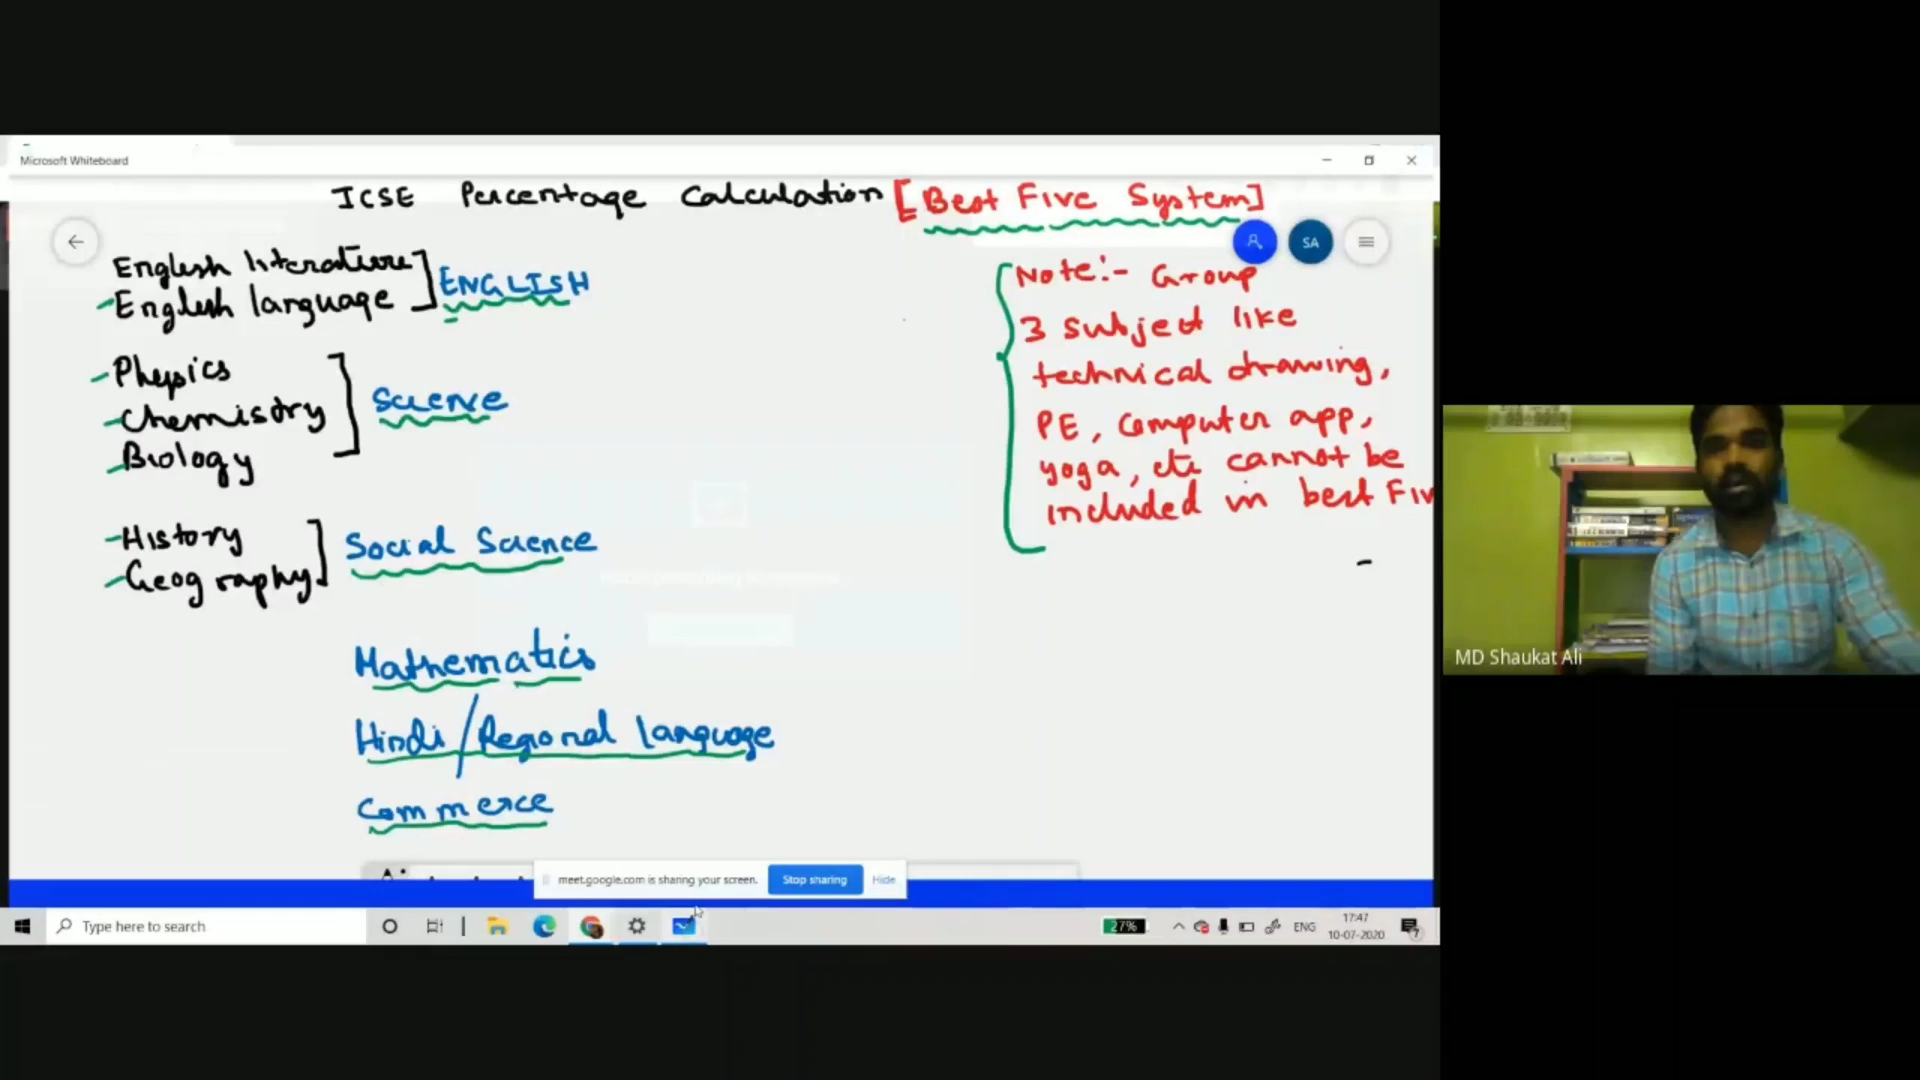 Microsoft Whiteboard
ICSE Percentage Calculation [Best Five System]
SA
English literature
English language
ENGLISH
Physics
Chemistry
Biology
Science
History
Geography
Social Science
Mathematics
Hindi/Regional language
Commerce
Note:- Group
3 subject like
technical drawing,
PE, Computer app,
yoga, etc cannot be
included in best Fiv
MD Shaukat Ali
meet.google.com is sharing your screen.
Stop sharing
Hide
Type here to search
27%
ENG
17:47
10-07-2020
7